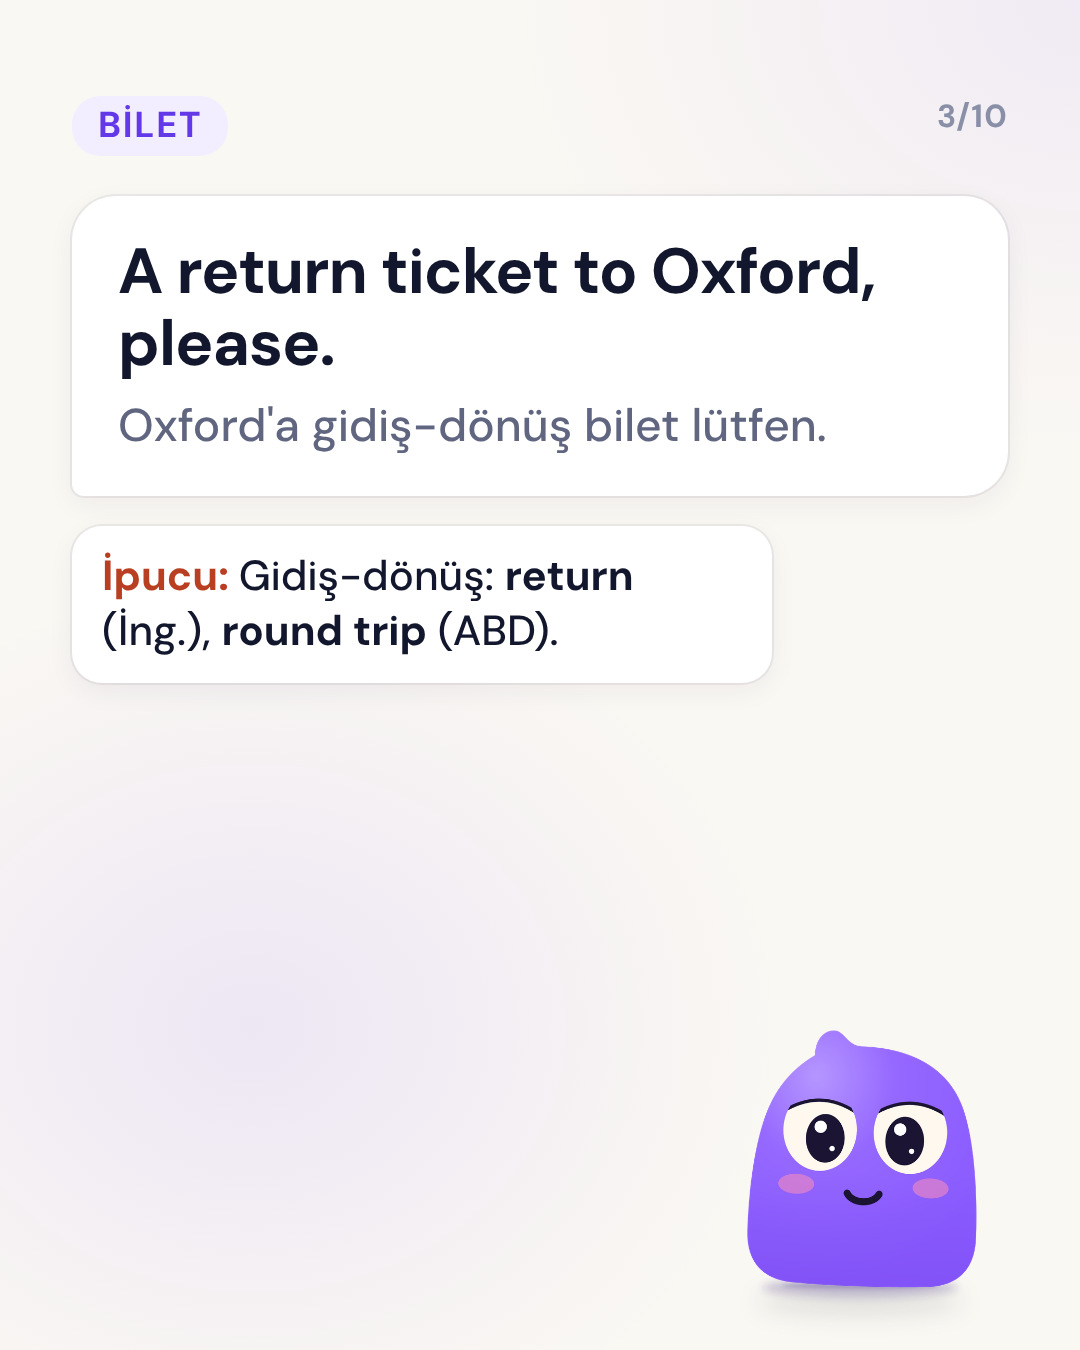 BİLET
3/10
A return ticket to Oxford,
please.
Oxford'a gidiş-dönüş bilet lütfen.
İpucu: Gidiş-dönüş: return
(İng.), round trip (ABD).